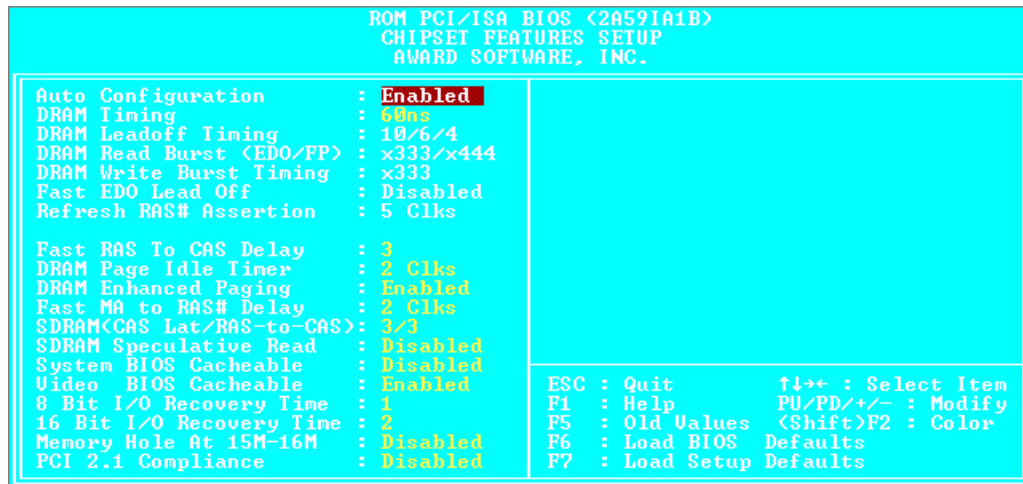 ROM PCI/ISA BIOS (2A59IA1B)
CHIPSET FEATURES SETUP
AWARD SOFTWARE, INC.
Auto Configuration : Enabled
DRAM Timing : 60ns
DRAM Leadoff Timing : 10/6/4
DRAM Read Burst (EDO/FP) : x333/x444
DRAM Write Burst Timing : x333
Fast EDO Lead Off : Disabled
Refresh RAS# Assertion : 5 Clks
Fast RAS To CAS Delay : 3
DRAM Page Idle Timer : 2 Clks
DRAM Enhanced Paging : Enabled
Fast MA to RAS# Delay : 2 Clks
SDRAM(CAS Lat/RAS-to-CAS): 3/3
SDRAM Speculative Read : Disabled
System BIOS Cacheable : Disabled
Video BIOS Cacheable : Enabled
8 Bit I/O Recovery Time : 1
16 Bit I/O Recovery Time : 2
Memory Hole At 15M-16M : Disabled
PCI 2.1 Compliance : Disabled
ESC : Quit ↑↓→← : Select Item
F1 : Help PU/PD/+/- : Modify
F5 : Old Values (Shift)F2 : Color
F6 : Load BIOS Defaults
F7 : Load Setup Defaults